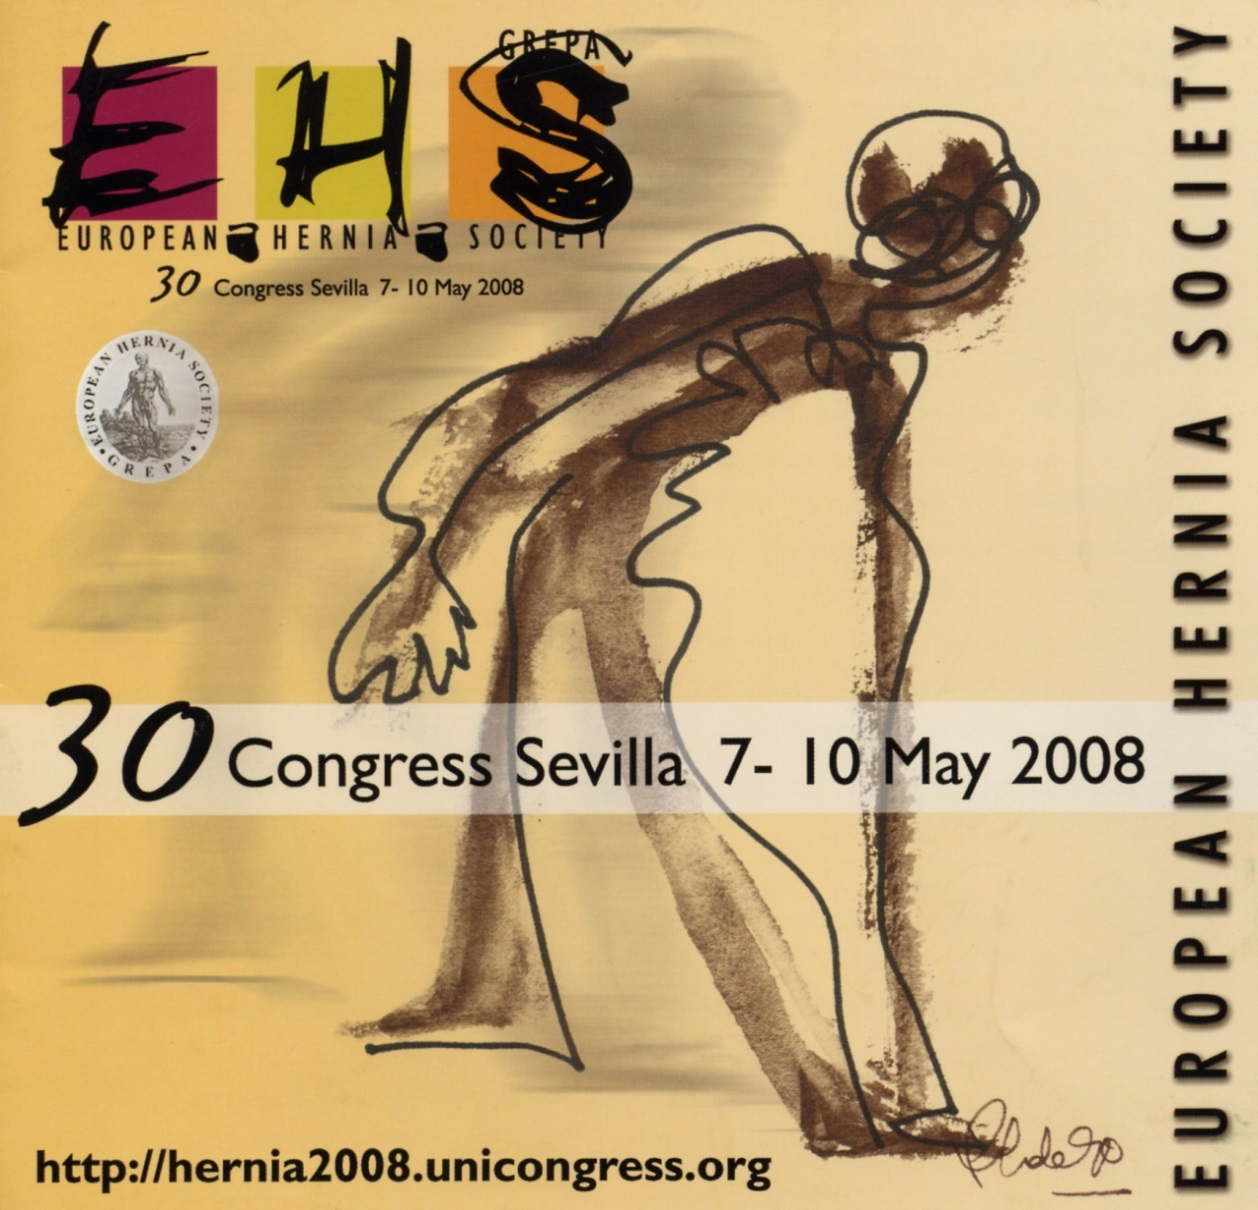 GREPA
E.H.S
EUROPEAN HERNIA SOCIETY
30 Congress Sevilla 7- 10 May 2008
EUROPEAN HERNIA SOCIETY
• GREPA •
30 Congress Sevilla 7- 10 May 2008
http://hernia2008.unicongress.org
EUROPEAN HERNIA SOCIETY